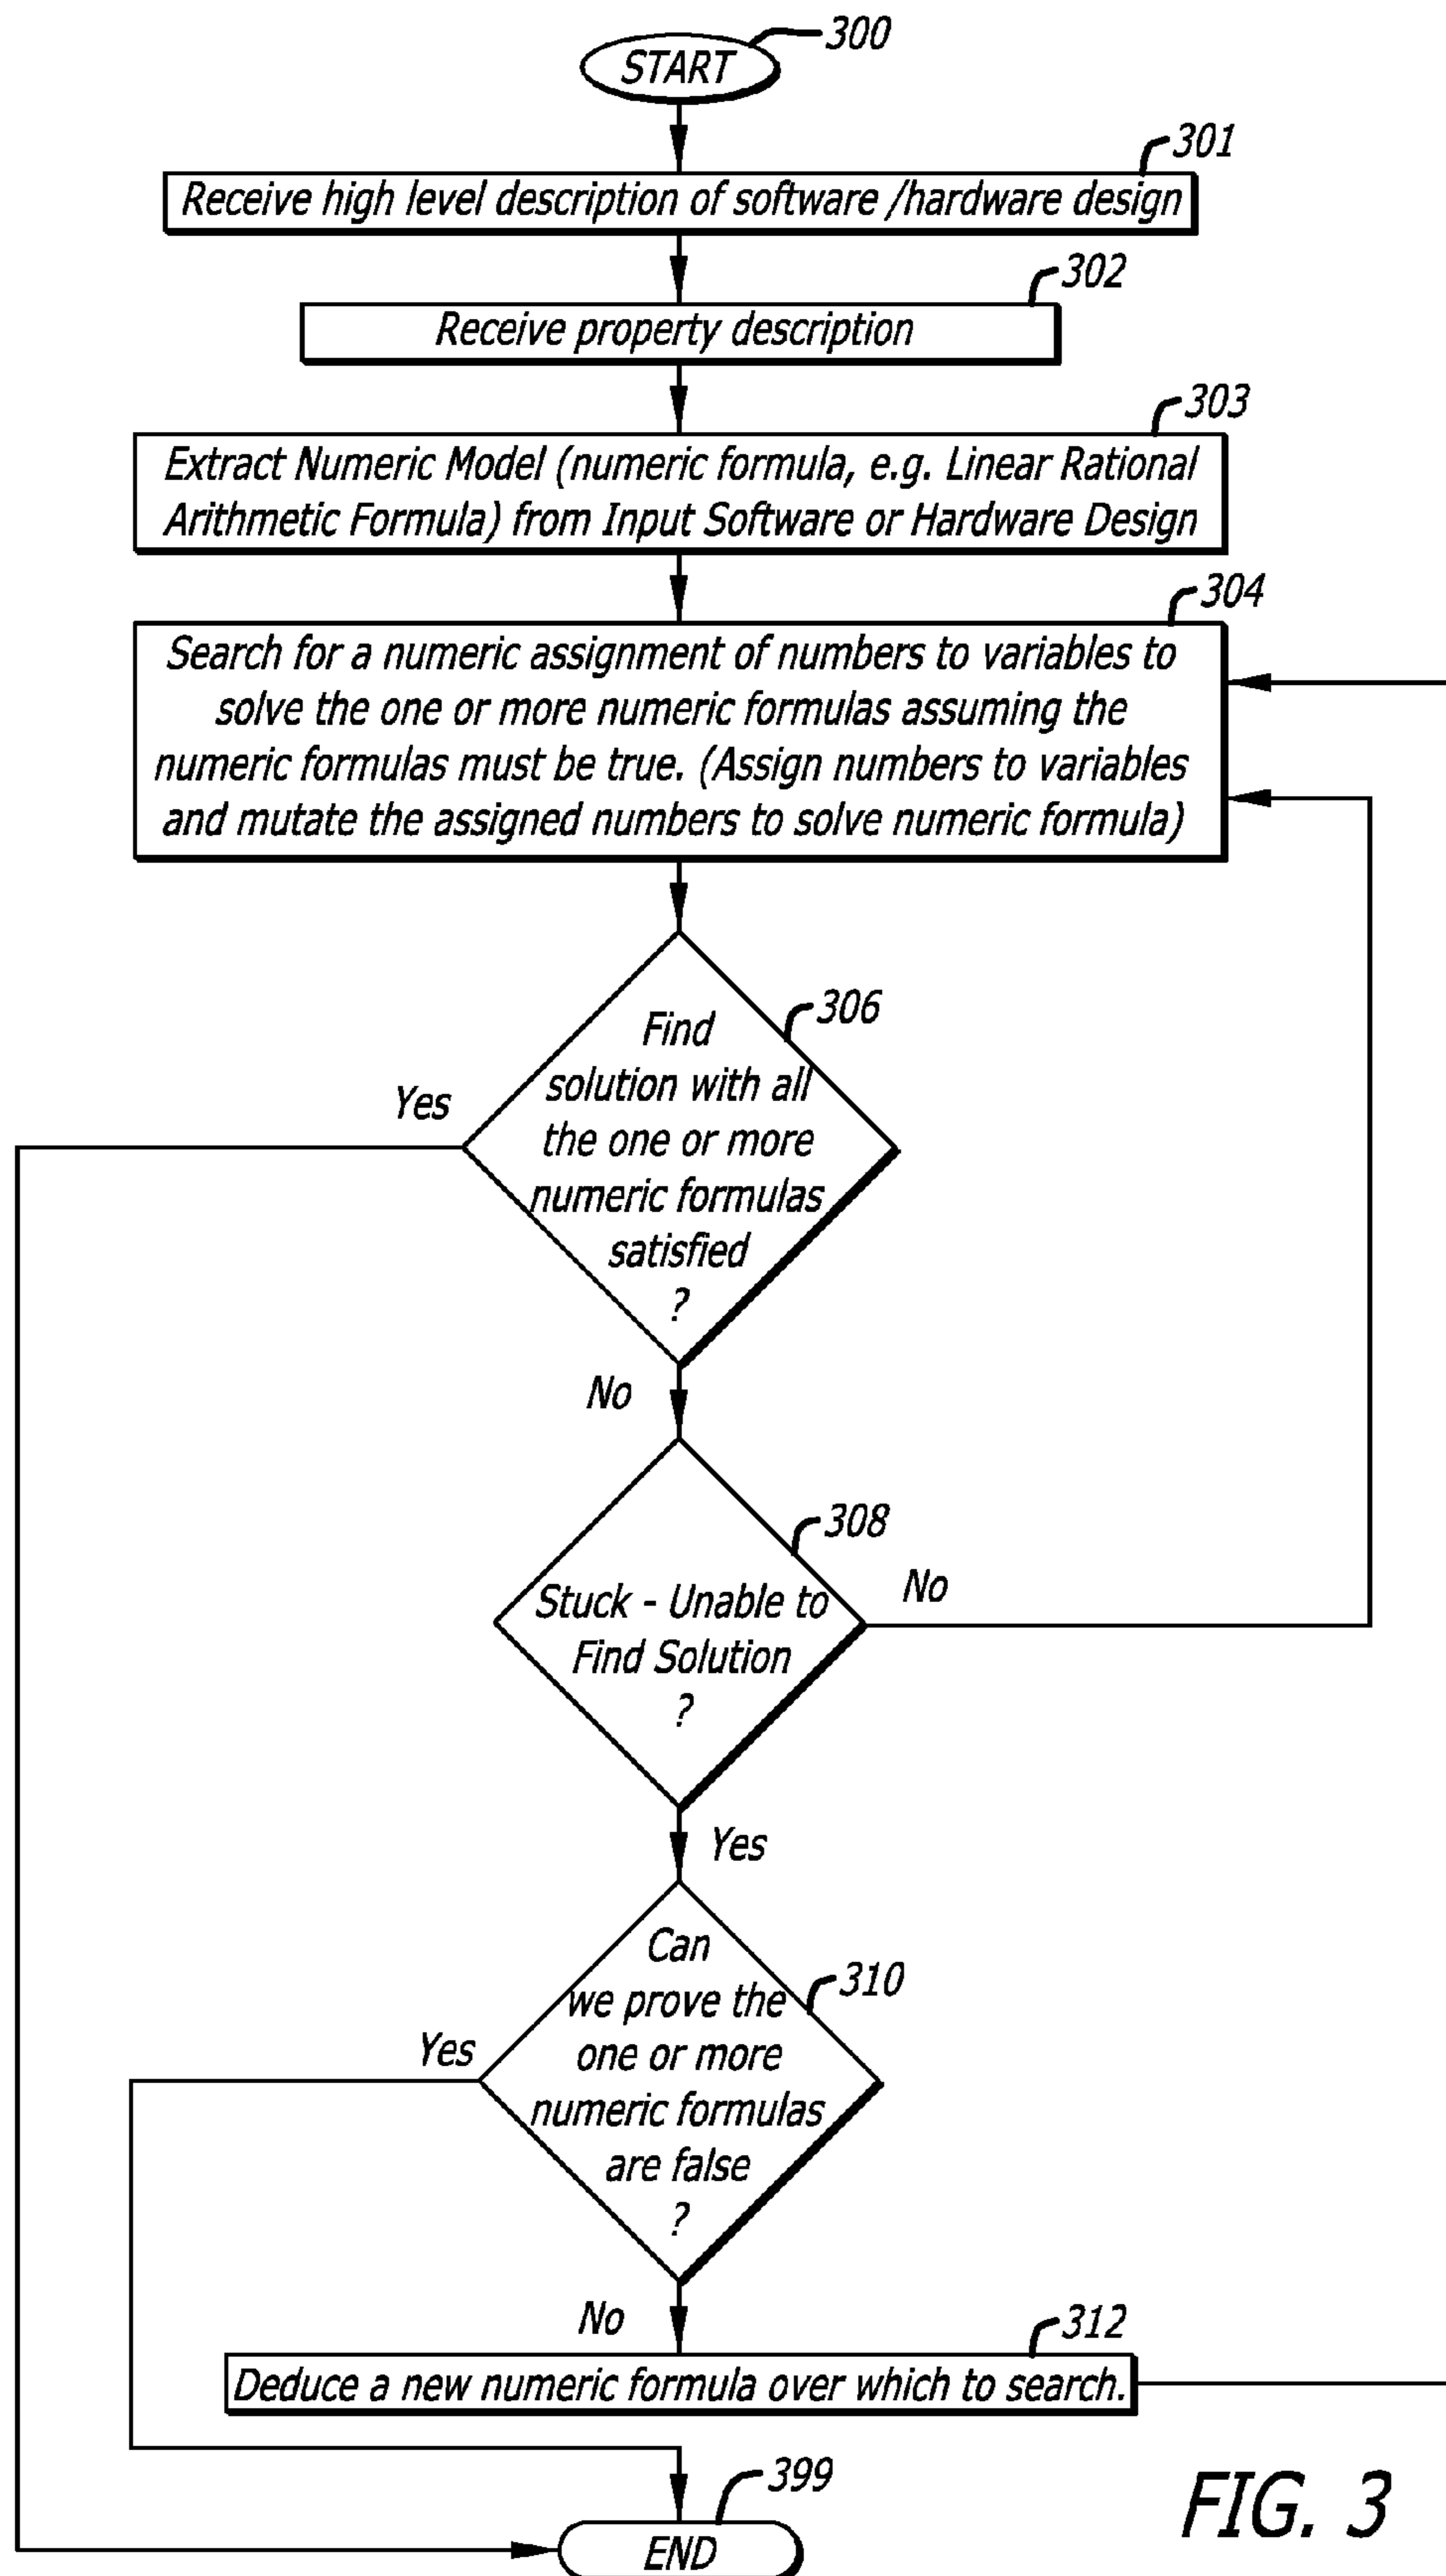 300
START
301
Receive high level description of software /hardware design
302
Receive property description
303
Extract Numeric Model (numeric formula, e.g. Linear Rational
Arithmetic Formula) from Input Software or Hardware Design
304
Search for a numeric assignment of numbers to variables to
solve the one or more numeric formulas assuming the
numeric formulas must be true. (Assign numbers to variables
and mutate the assigned numbers to solve numeric formula)
306
Find
solution with all
the one or more
numeric formulas
satisfied
?
Yes
No
308
Stuck - Unable to
Find Solution
?
No
Yes
310
Can
we prove the
one or more
numeric formulas
are false
?
Yes
No
312
Deduce a new numeric formula over which to search.
399
END
FIG. 3